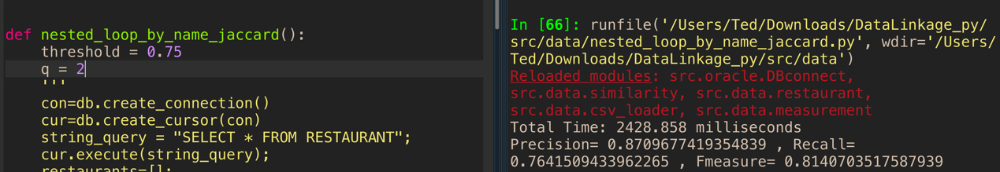 def nested_loop_by_name_jaccard():
    threshold = 0.75
    q = 2
    '''
    con=db.create_connection()
    cur=db.create_cursor(con)
    string_query = "SELECT * FROM RESTAURANT";
    cur.execute(string_query);
    restaurants=[];
In [66]: runfile('/Users/Ted/Downloads/DataLinkage_py/
src/data/nested_loop_by_name_jaccard.py', wdir='/Users/
Ted/Downloads/DataLinkage_py/src/data')
Reloaded modules: src.oracle.DBconnect,
src.data.similarity, src.data.restaurant,
src.data.csv_loader, src.data.measurement
Total Time: 2428.858 milliseconds
Precision= 0.8709677419354839 , Recall=
0.7641509433962265 , Fmeasure= 0.8140703517587939